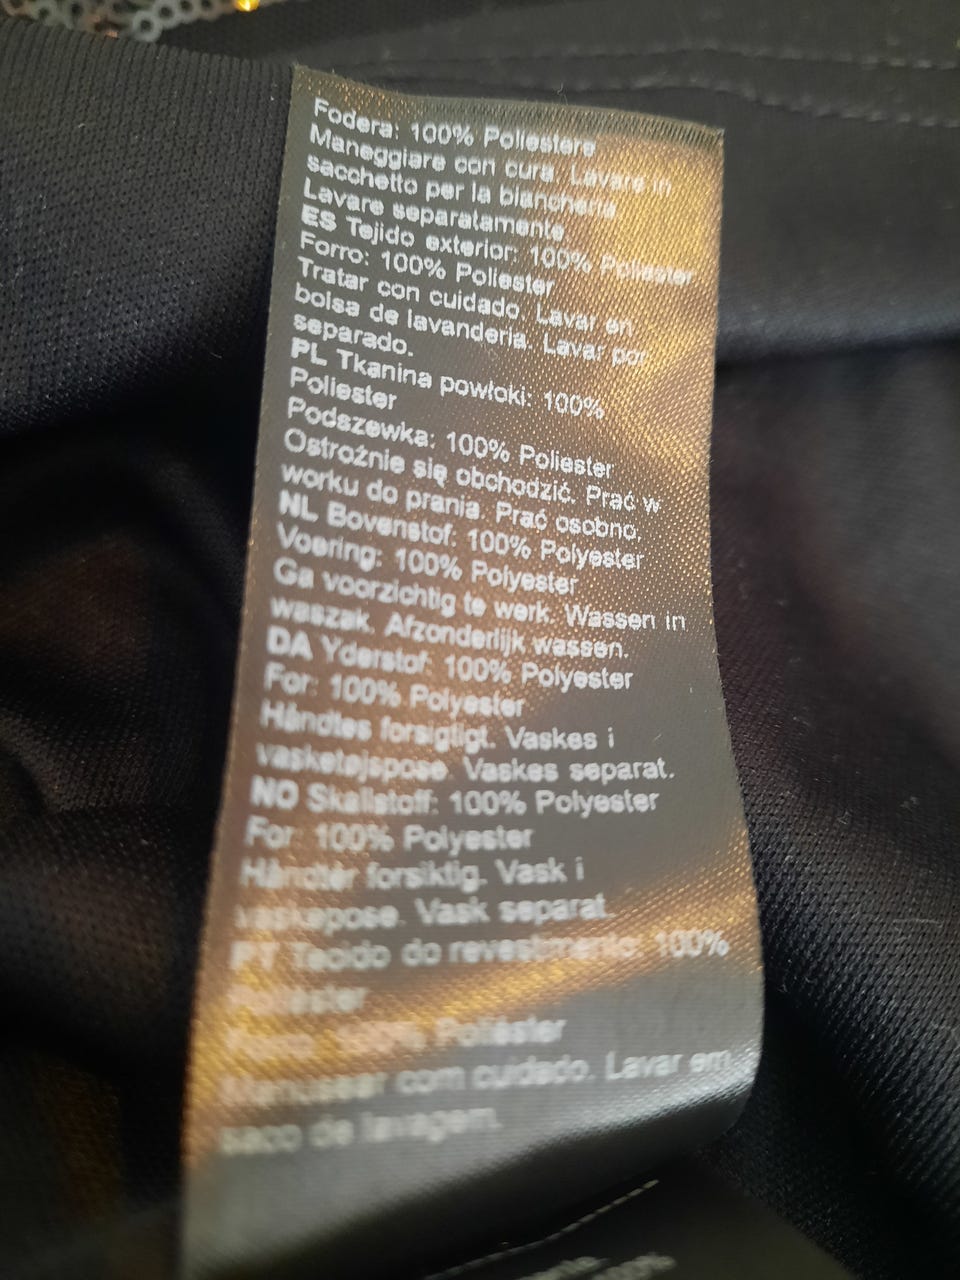 Fodera: 100% Poliestere
Maneggiare con cura. Lavare in
sacchetto per la biancheria.
Lavare separatamente.
ES Tejido exterior: 100% Poliester
Forro: 100% Poliester
Tratar con cuidado. Lavar en
bolsa de lavanderia. Lavar por
separado.
PL Tkanina powłoki: 100%
Poliester
Podszewka: 100% Poliester
Ostrożnie się obchodzić. Prać w
worku do prania. Prać osobno.
NL Bovenstof: 100% Polyester
Voering: 100% Polyester
Ga voorzichtig te werk. Wassen in
waszak. Afzonderlijk wassen.
DA Yderstof: 100% Polyester
For: 100% Polyester
Håndtes forsigtigt. Vaskes i
vasketøjspose. Vaskes separat.
NO Skallstoff: 100% Polyester
For: 100% Polyester
Håndter forsiktig. Vask i
vaskepose. Vask separat.
PT Tecido do revestimento: 100%
Poliéster
Forro: 100% Poliéster
Manusear com cuidado. Lavar em
saco de lavagem.